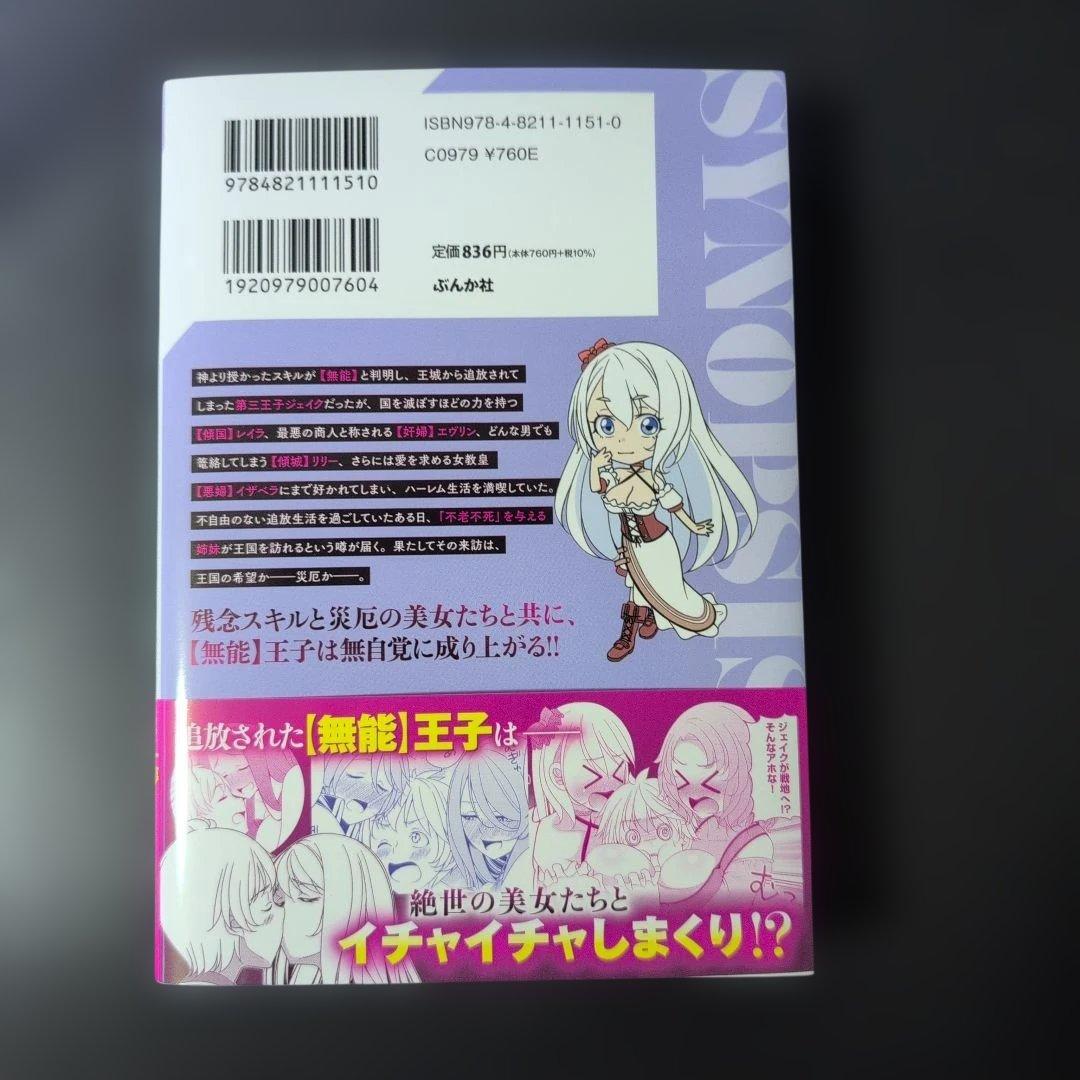 ISBN978-4-8211-1151-0
C0979 ¥760E
9784821111510
定価836円(本体760円+税10%)
1920979007604
ぶんか社
SYNOPSIS
神より授かったスキルが【無能】と判明し、王城から追放されて
しまった第三王子ジェイクだったが、国を滅ぼすほどの力を持つ
【傾国】レイラ、最悪の商人と称される【奸婦】エヴリン、どんな男でも
篭絡してしまう【傾城】リリー、さらには愛を求める女教皇
【悪婦】イザベラにまで好かれてしまい、ハーレム生活を満喫していた。
不自由のない追放生活を過ごしていたある日、「不老不死」を与える
姉妹が王国を訪れるという噂が届く。果たしてその来訪は、
王国の希望か――災厄か――。
残念スキルと災厄の美女たちと共に、
【無能】王子は無自覚に成り上がる!!
追放された【無能】王子は――
ジェイクが戦地へ!?
そんなアホな!
むっ
絶世の美女たちと
イチャイチャしまくり!?